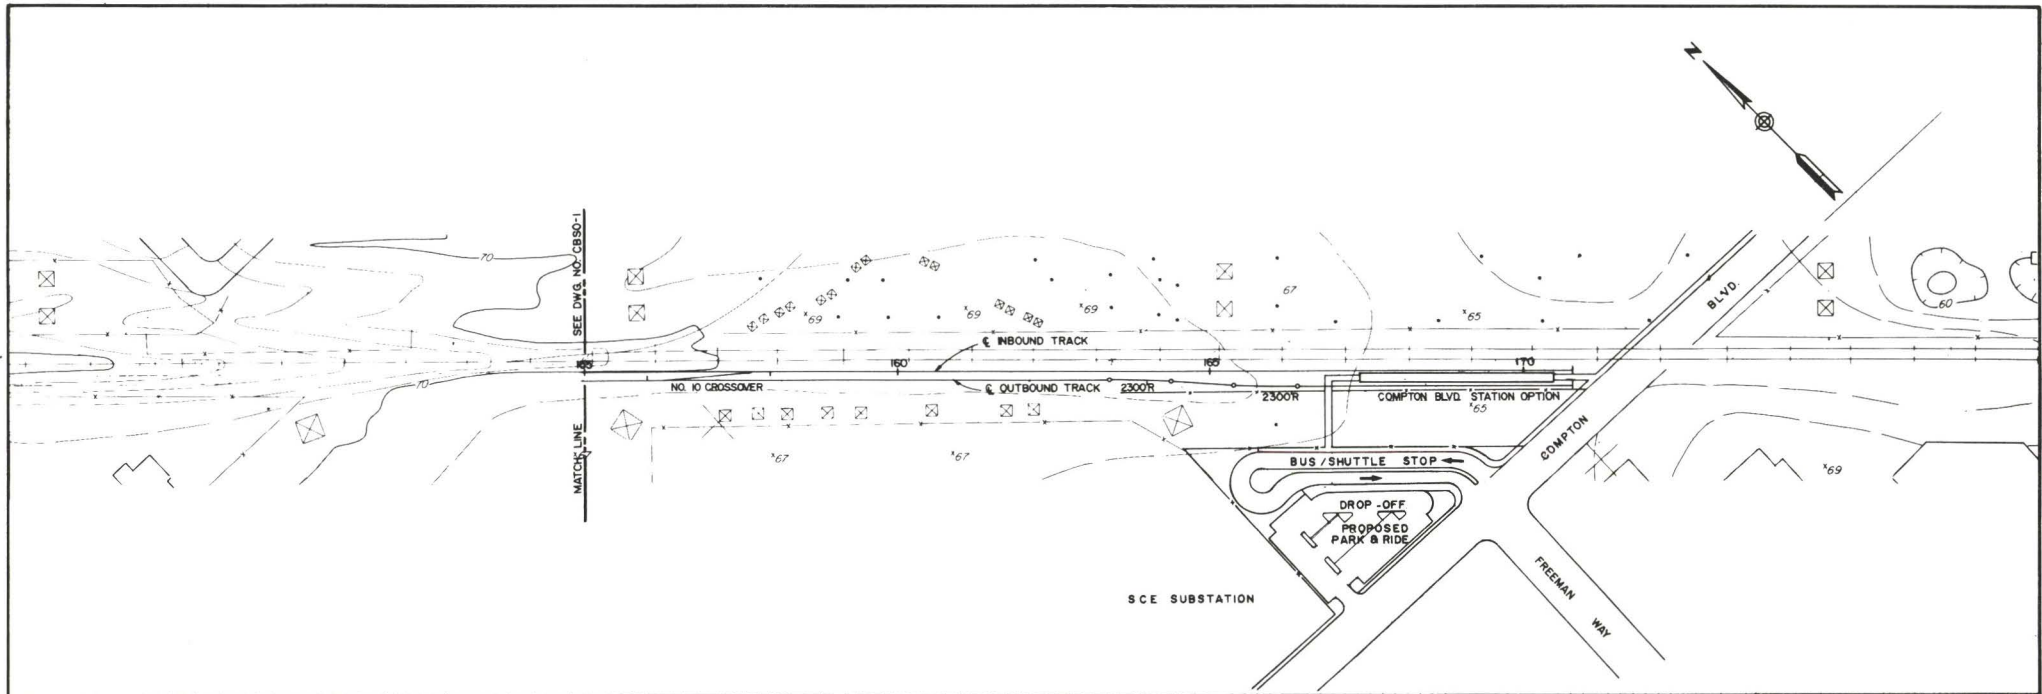 N
SEE DWG. NO. CBSO-1
MATCH LINE
70
70
69
69
69
67
65
60
BLVD.
℄ INBOUND TRACK
155
160
165
170
NO. 10 CROSSOVER
℄ OUTBOUND TRACK
2300'R
2300'R
COMPTON BLVD. STATION OPTION
65
COMPTON
67
67
69
BUS / SHUTTLE STOP
DROP-OFF
PROPOSED
PARK & RIDE
SCE SUBSTATION
FREEMAN
WAY